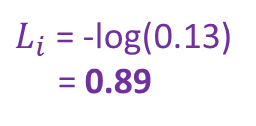 Lᵢ = -log(0.13)
= 0.89